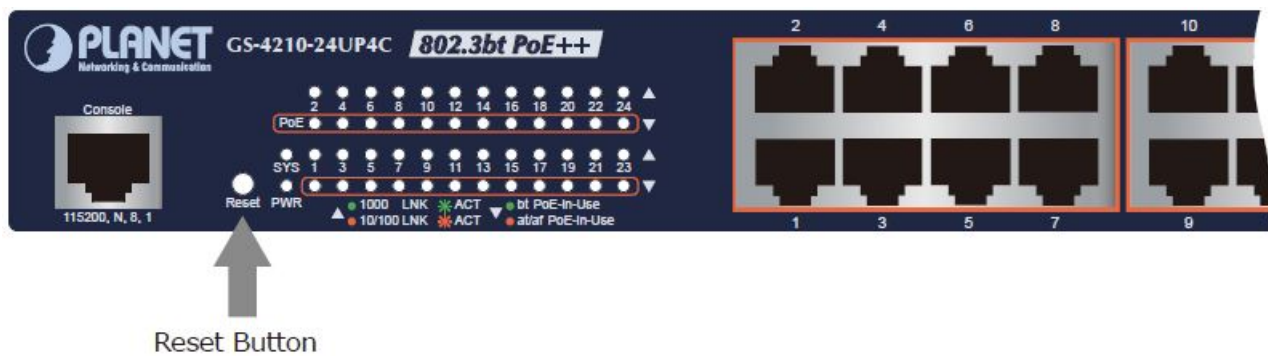 PLANET
Networking & Communication
GS-4210-24UP4C
802.3bt PoE++
2 4 6 8 10
Console
2 4 6 8 10 12 14 16 18 20 22 24
PoE
SYS 1 3 5 7 9 11 13 15 17 19 21 23
Reset PWR
1000 LNK ACT bt PoE-In-Use
10/100 LNK ACT at/af PoE-In-Use
115200, N, 8, 1
1 3 5 7 9
Reset Button